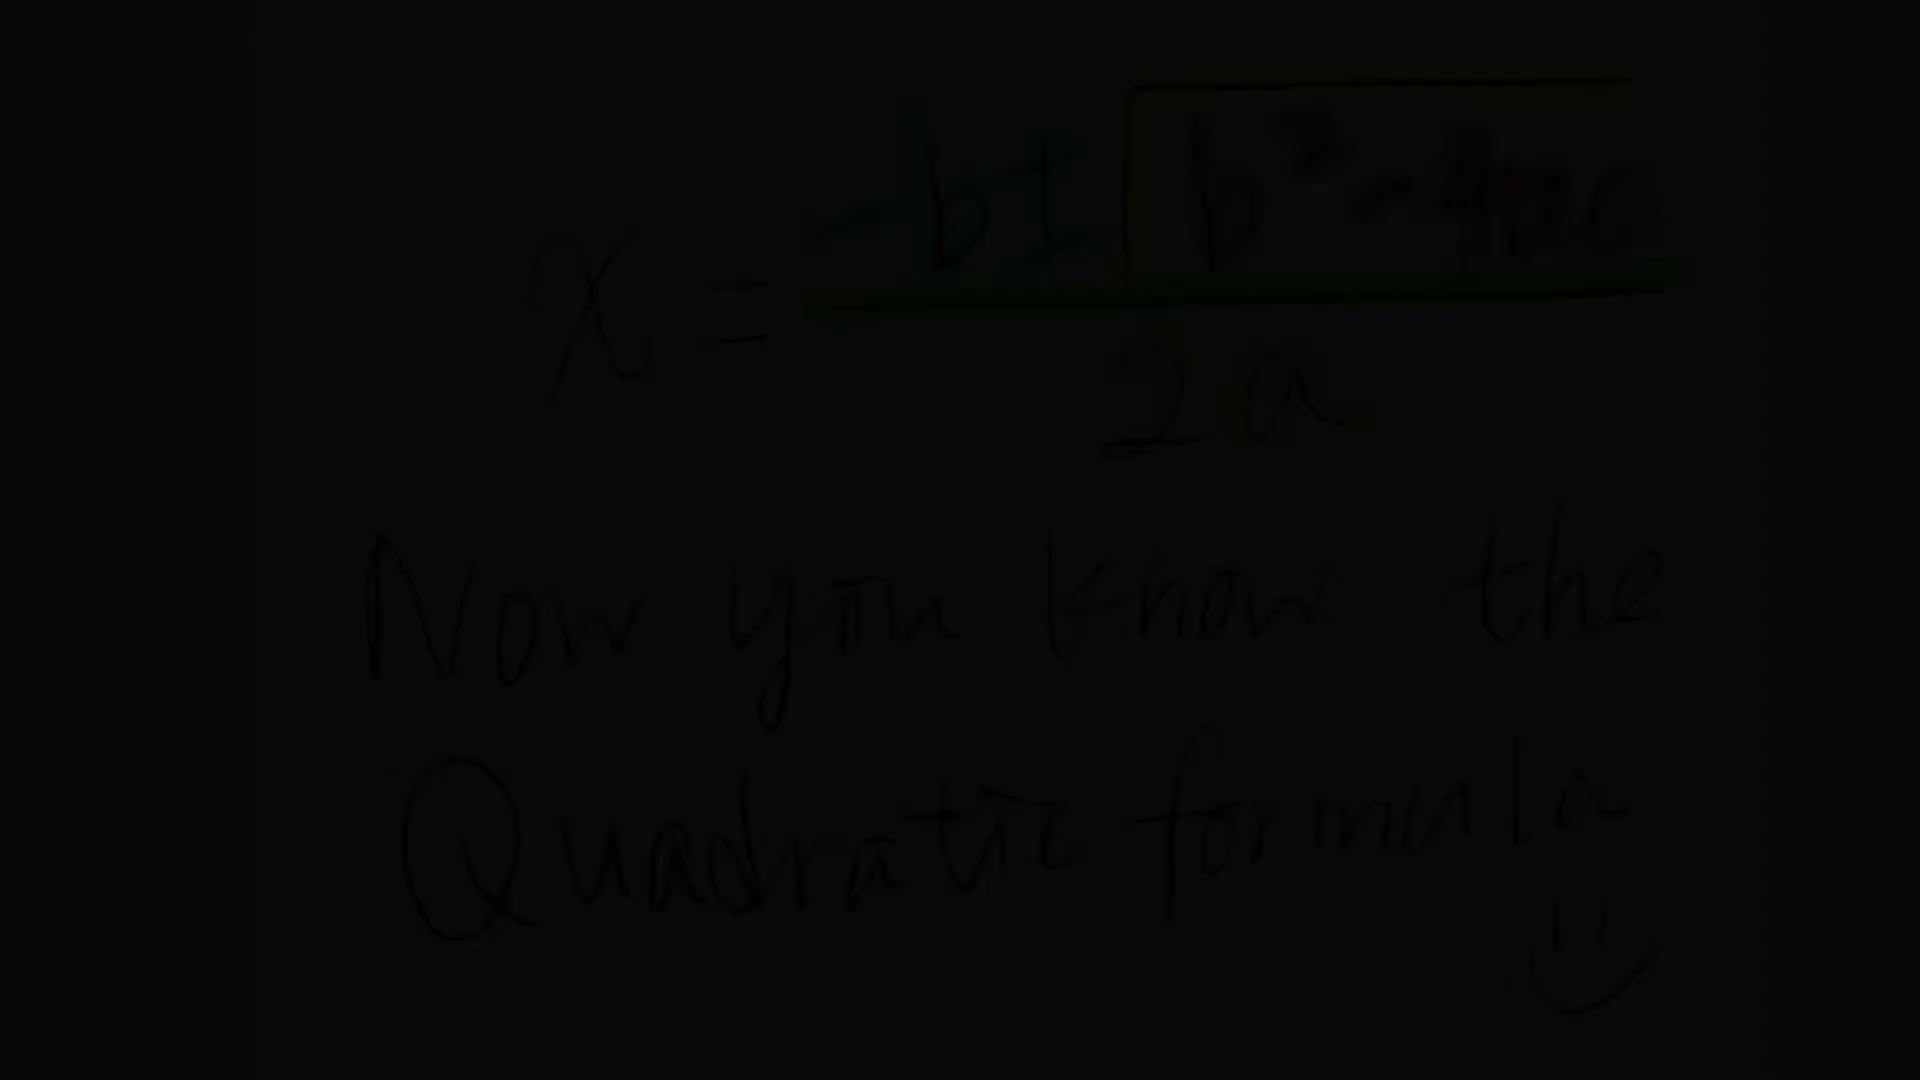 x = -b ± √b² - 4ac / 2a
Now you know the
Quadratic formula